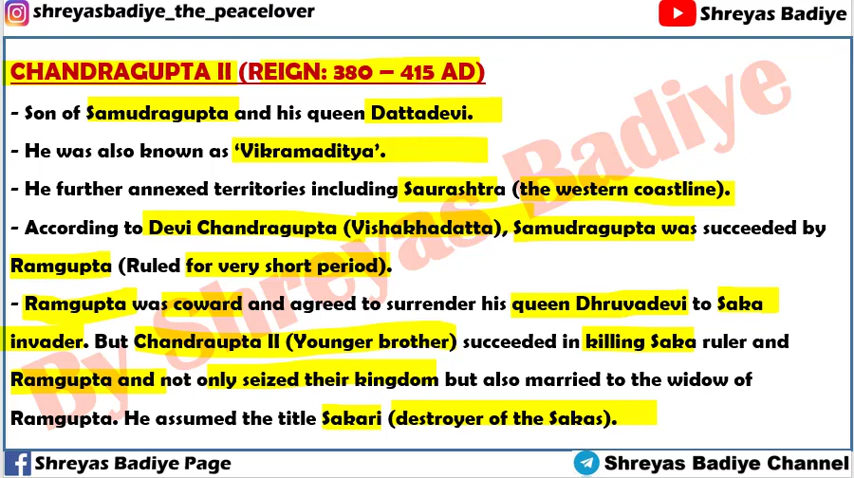 shreyasbadiye_the_peacelover
Shreyas Badiye
CHANDRAGUPTA II (REIGN: 380 – 415 AD)
- Son of Samudragupta and his queen Dattadevi.
- He was also known as ‘Vikramaditya’.
- He further annexed territories including Saurashtra (the western coastline).
- According to Devi Chandragupta (Vishakhadatta), Samudragupta was succeeded by
Ramgupta (Ruled for very short period).
- Ramgupta was coward and agreed to surrender his queen Dhruvadevi to Saka
invader. But Chandraupta II (Younger brother) succeeded in killing Saka ruler and
Ramgupta and not only seized their kingdom but also married to the widow of
Ramgupta. He assumed the title Sakari (destroyer of the Sakas).
By Shreyas Badiye
Shreyas Badiye Page
Shreyas Badiye Channel